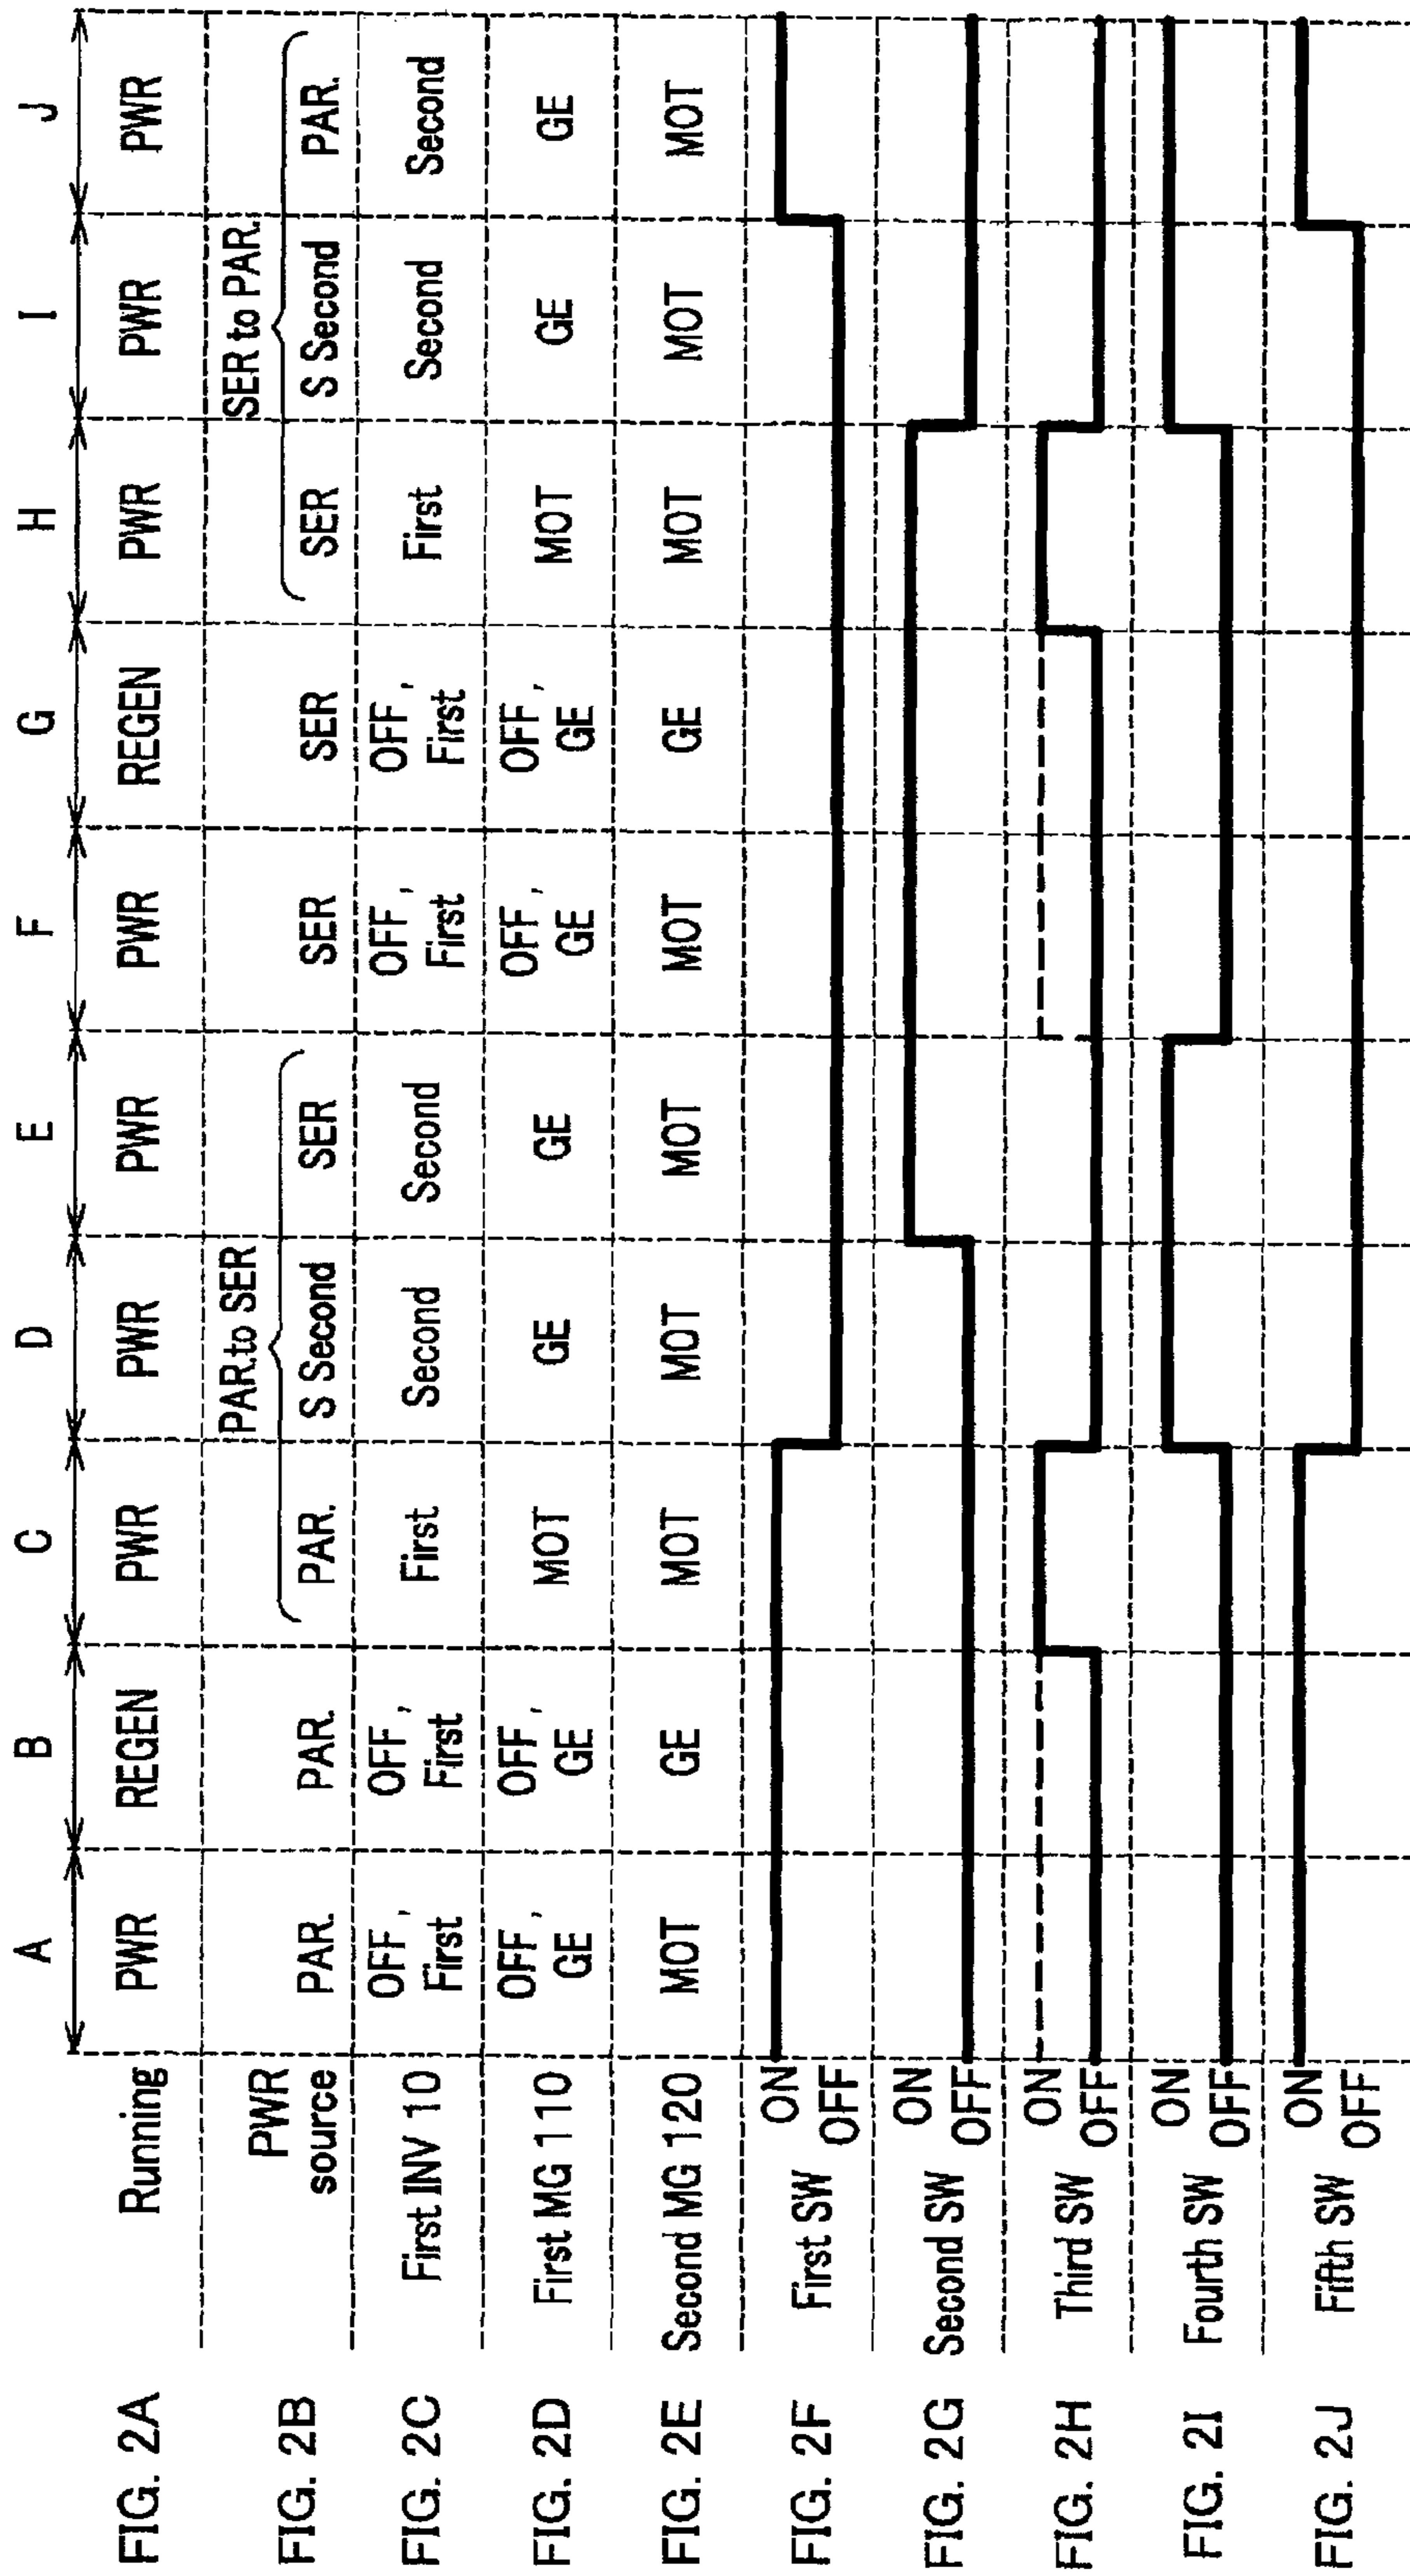 A B C D E F G H I J
FIG. 2A Running PWR REGEN PWR PWR PWR PWR REGEN PWR PWR PWR
PAR.to SER SER to PAR.
FIG. 2B PWR source PAR. PAR. PAR. S Second SER SER SER SER S Second PAR.
FIG. 2C First INV 10 OFF, First OFF, First First Second Second OFF, First OFF, First First Second Second
FIG. 2D First MG 110 OFF, GE OFF, GE MOT GE GE OFF, GE OFF, GE MOT GE GE
FIG. 2E Second MG 120 MOT GE MOT MOT MOT MOT GE MOT MOT MOT
FIG. 2F First SW ON OFF
FIG. 2G Second SW ON OFF
FIG. 2H Third SW ON OFF
FIG. 2I Fourth SW ON OFF
FIG. 2J Fifth SW ON OFF